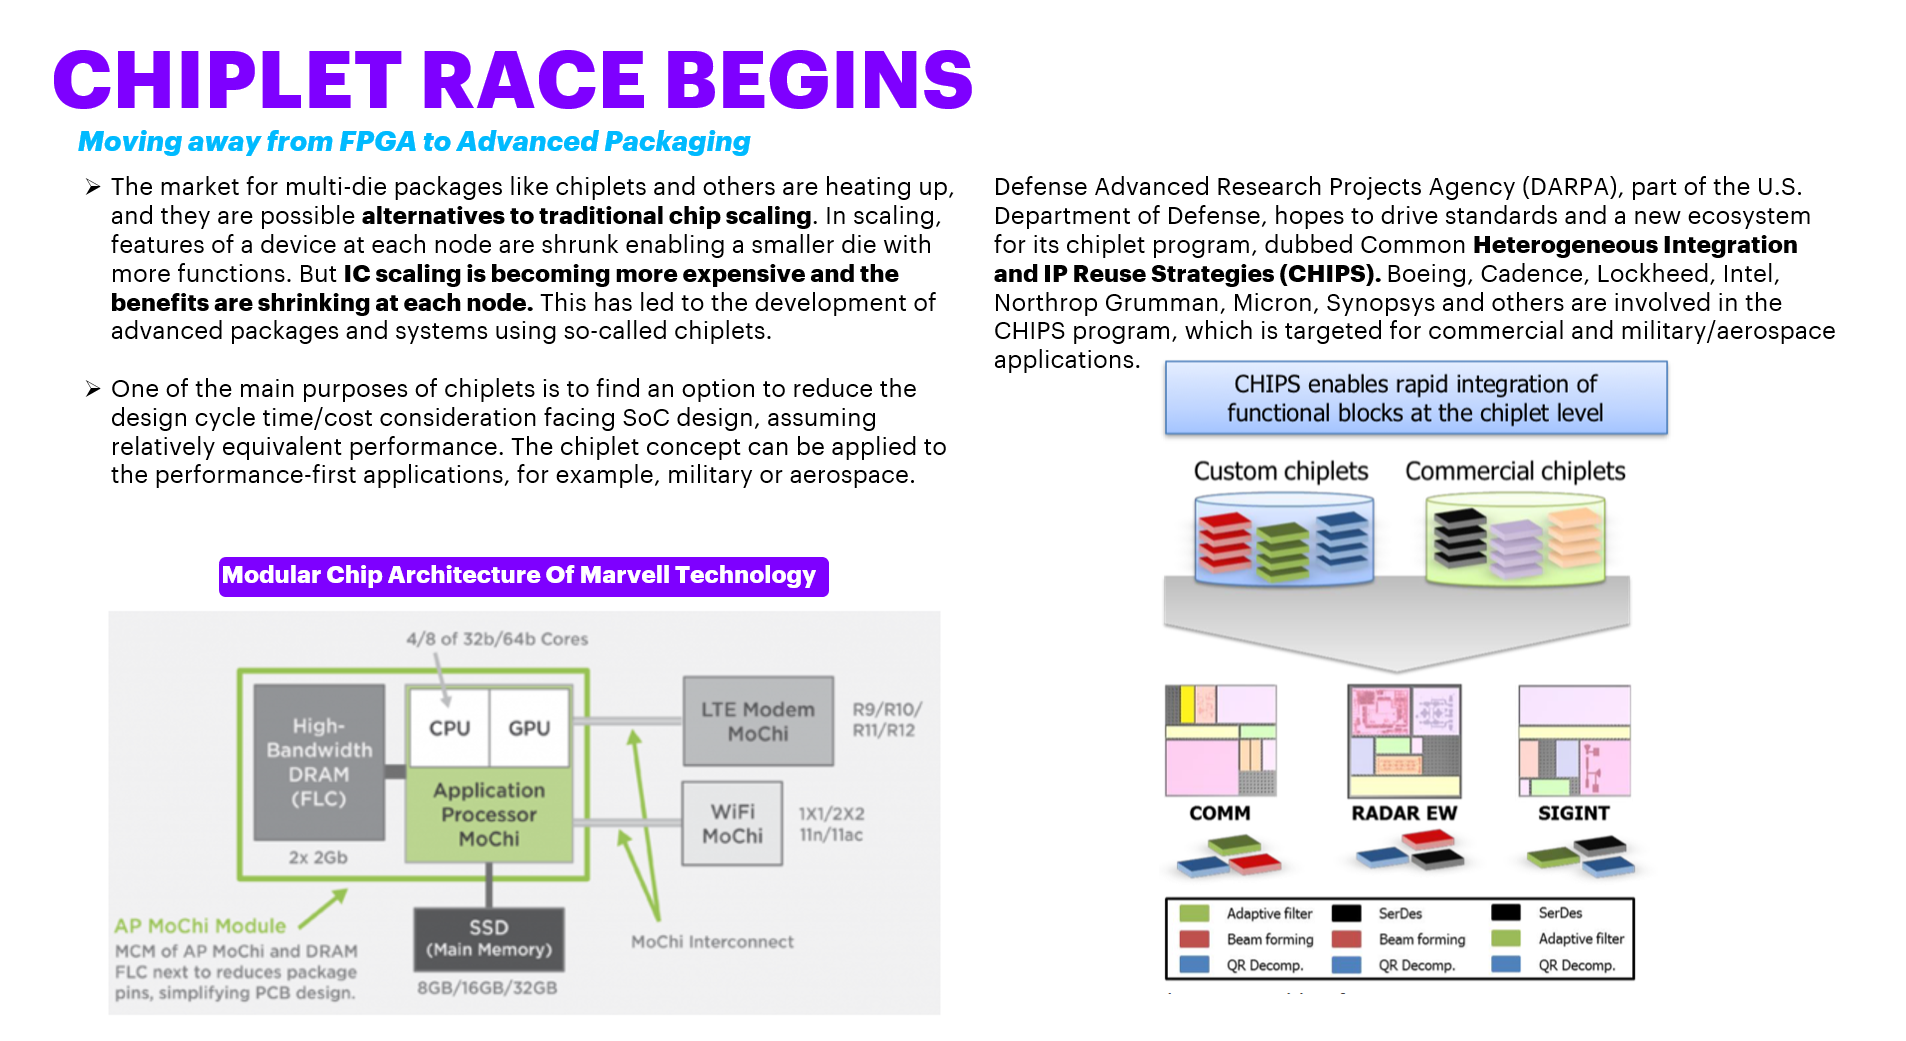 CHIPLET RACE BEGINS
Moving away from FPGA to Advanced Packaging
➢ The market for multi-die packages like chiplets and others are heating up,
and they are possible alternatives to traditional chip scaling. In scaling,
features of a device at each node are shrunk enabling a smaller die with
more functions. But IC scaling is becoming more expensive and the
benefits are shrinking at each node. This has led to the development of
advanced packages and systems using so-called chiplets.
➢ One of the main purposes of chiplets is to find an option to reduce the
design cycle time/cost consideration facing SoC design, assuming
relatively equivalent performance. The chiplet concept can be applied to
the performance-first applications, for example, military or aerospace.
Modular Chip Architecture Of Marvell Technology
4/8 of 32b/64b Cores
High-
Bandwidth
DRAM
(FLC)
2x 2Gb
CPU
GPU
Application
Processor
MoChi
LTE Modem
MoChi
R9/R10/
R11/R12
WiFi
MoChi
1X1/2X2
11n/11ac
AP MoChi Module
MCM of AP MoChi and DRAM
FLC next to reduces package
pins, simplifying PCB design.
SSD
(Main Memory)
8GB/16GB/32GB
MoChi Interconnect
Defense Advanced Research Projects Agency (DARPA), part of the U.S.
Department of Defense, hopes to drive standards and a new ecosystem
for its chiplet program, dubbed Common Heterogeneous Integration
and IP Reuse Strategies (CHIPS). Boeing, Cadence, Lockheed, Intel,
Northrop Grumman, Micron, Synopsys and others are involved in the
CHIPS program, which is targeted for commercial and military/aerospace
applications.
CHIPS enables rapid integration of
functional blocks at the chiplet level
Custom chiplets
Commercial chiplets
COMM
RADAR EW
SIGINT
Adaptive filter
Beam forming
QR Decomp.
SerDes
Beam forming
QR Decomp.
SerDes
Adaptive filter
QR Decomp.